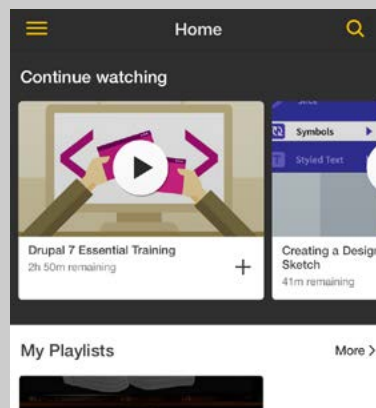 Home
Continue watching
Symbols
Styled Text
Drupal 7 Essential Training
2h 50m remaining
Creating a Design
Sketch
41m remaining
My Playlists
More >